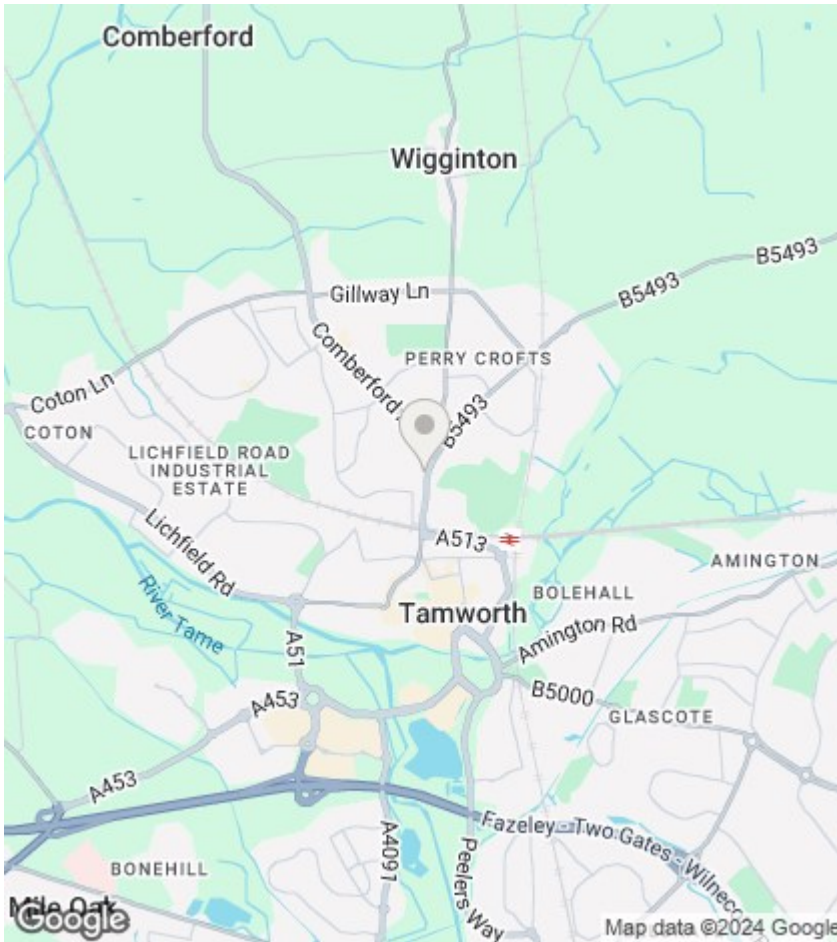 Comberford
Wigginton
B5493
B5493
Gillway Ln
Comberford
PERRY CROFTS
Coton Ln
B5493
COTON
LICHFIELD ROAD
INDUSTRIAL
ESTATE
Lichfield Rd
A513
AMINGTON
River Tame
BOLEHALL
Tamworth
Amington Rd
A51
B5000
A453
GLASCOTE
A453
Fazeley - Two Gates - Wilneco
A4091
Peelers Way
BONEHILL
Mile Oak
Google
Map data ©2024 Google